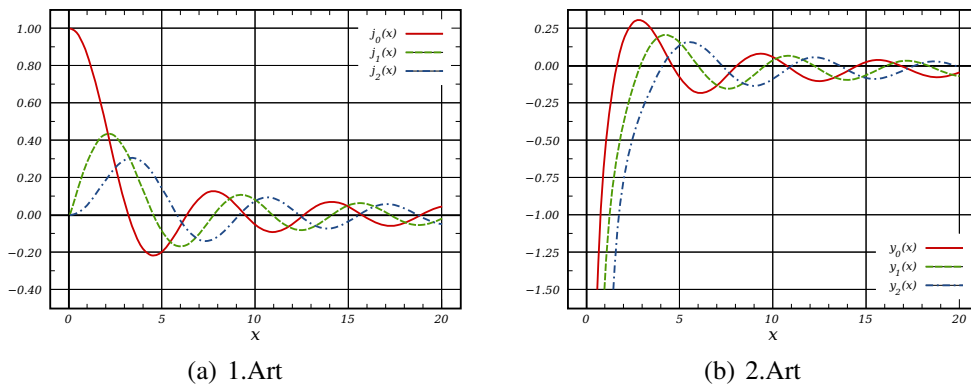 1.00
0.80
0.60
0.40
0.20
0.00
−0.20
−0.40
j₀(x)
j₁(x)
j₂(x)
0 5 10 15 20
x
(a) 1.Art
0.25
0.00
−0.25
−0.50
−0.75
−1.00
−1.25
−1.50
y₀(x)
y₁(x)
y₂(x)
0 5 10 15 20
x
(b) 2.Art